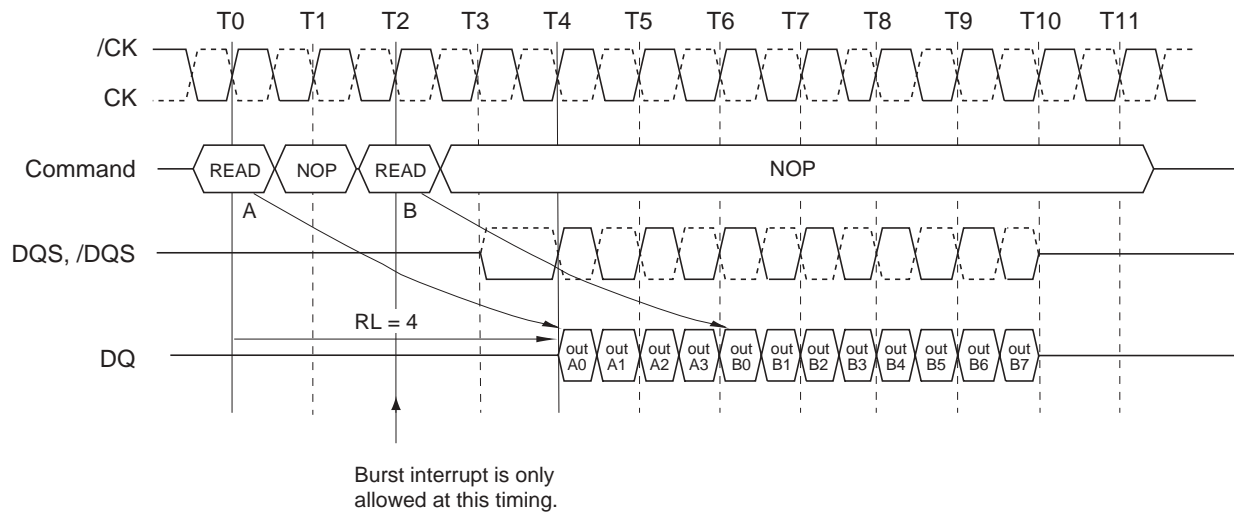 T0 T1 T2 T3 T4 T5 T6 T7 T8 T9 T10 T11
/CK
CK
Command READ NOP READ NOP
A B
DQS, /DQS
RL = 4
DQ
out A0 out A1 out A2 out A3 out B0 out B1 out B2 out B3 out B4 out B5 out B6 out B7
Burst interrupt is only
allowed at this timing.